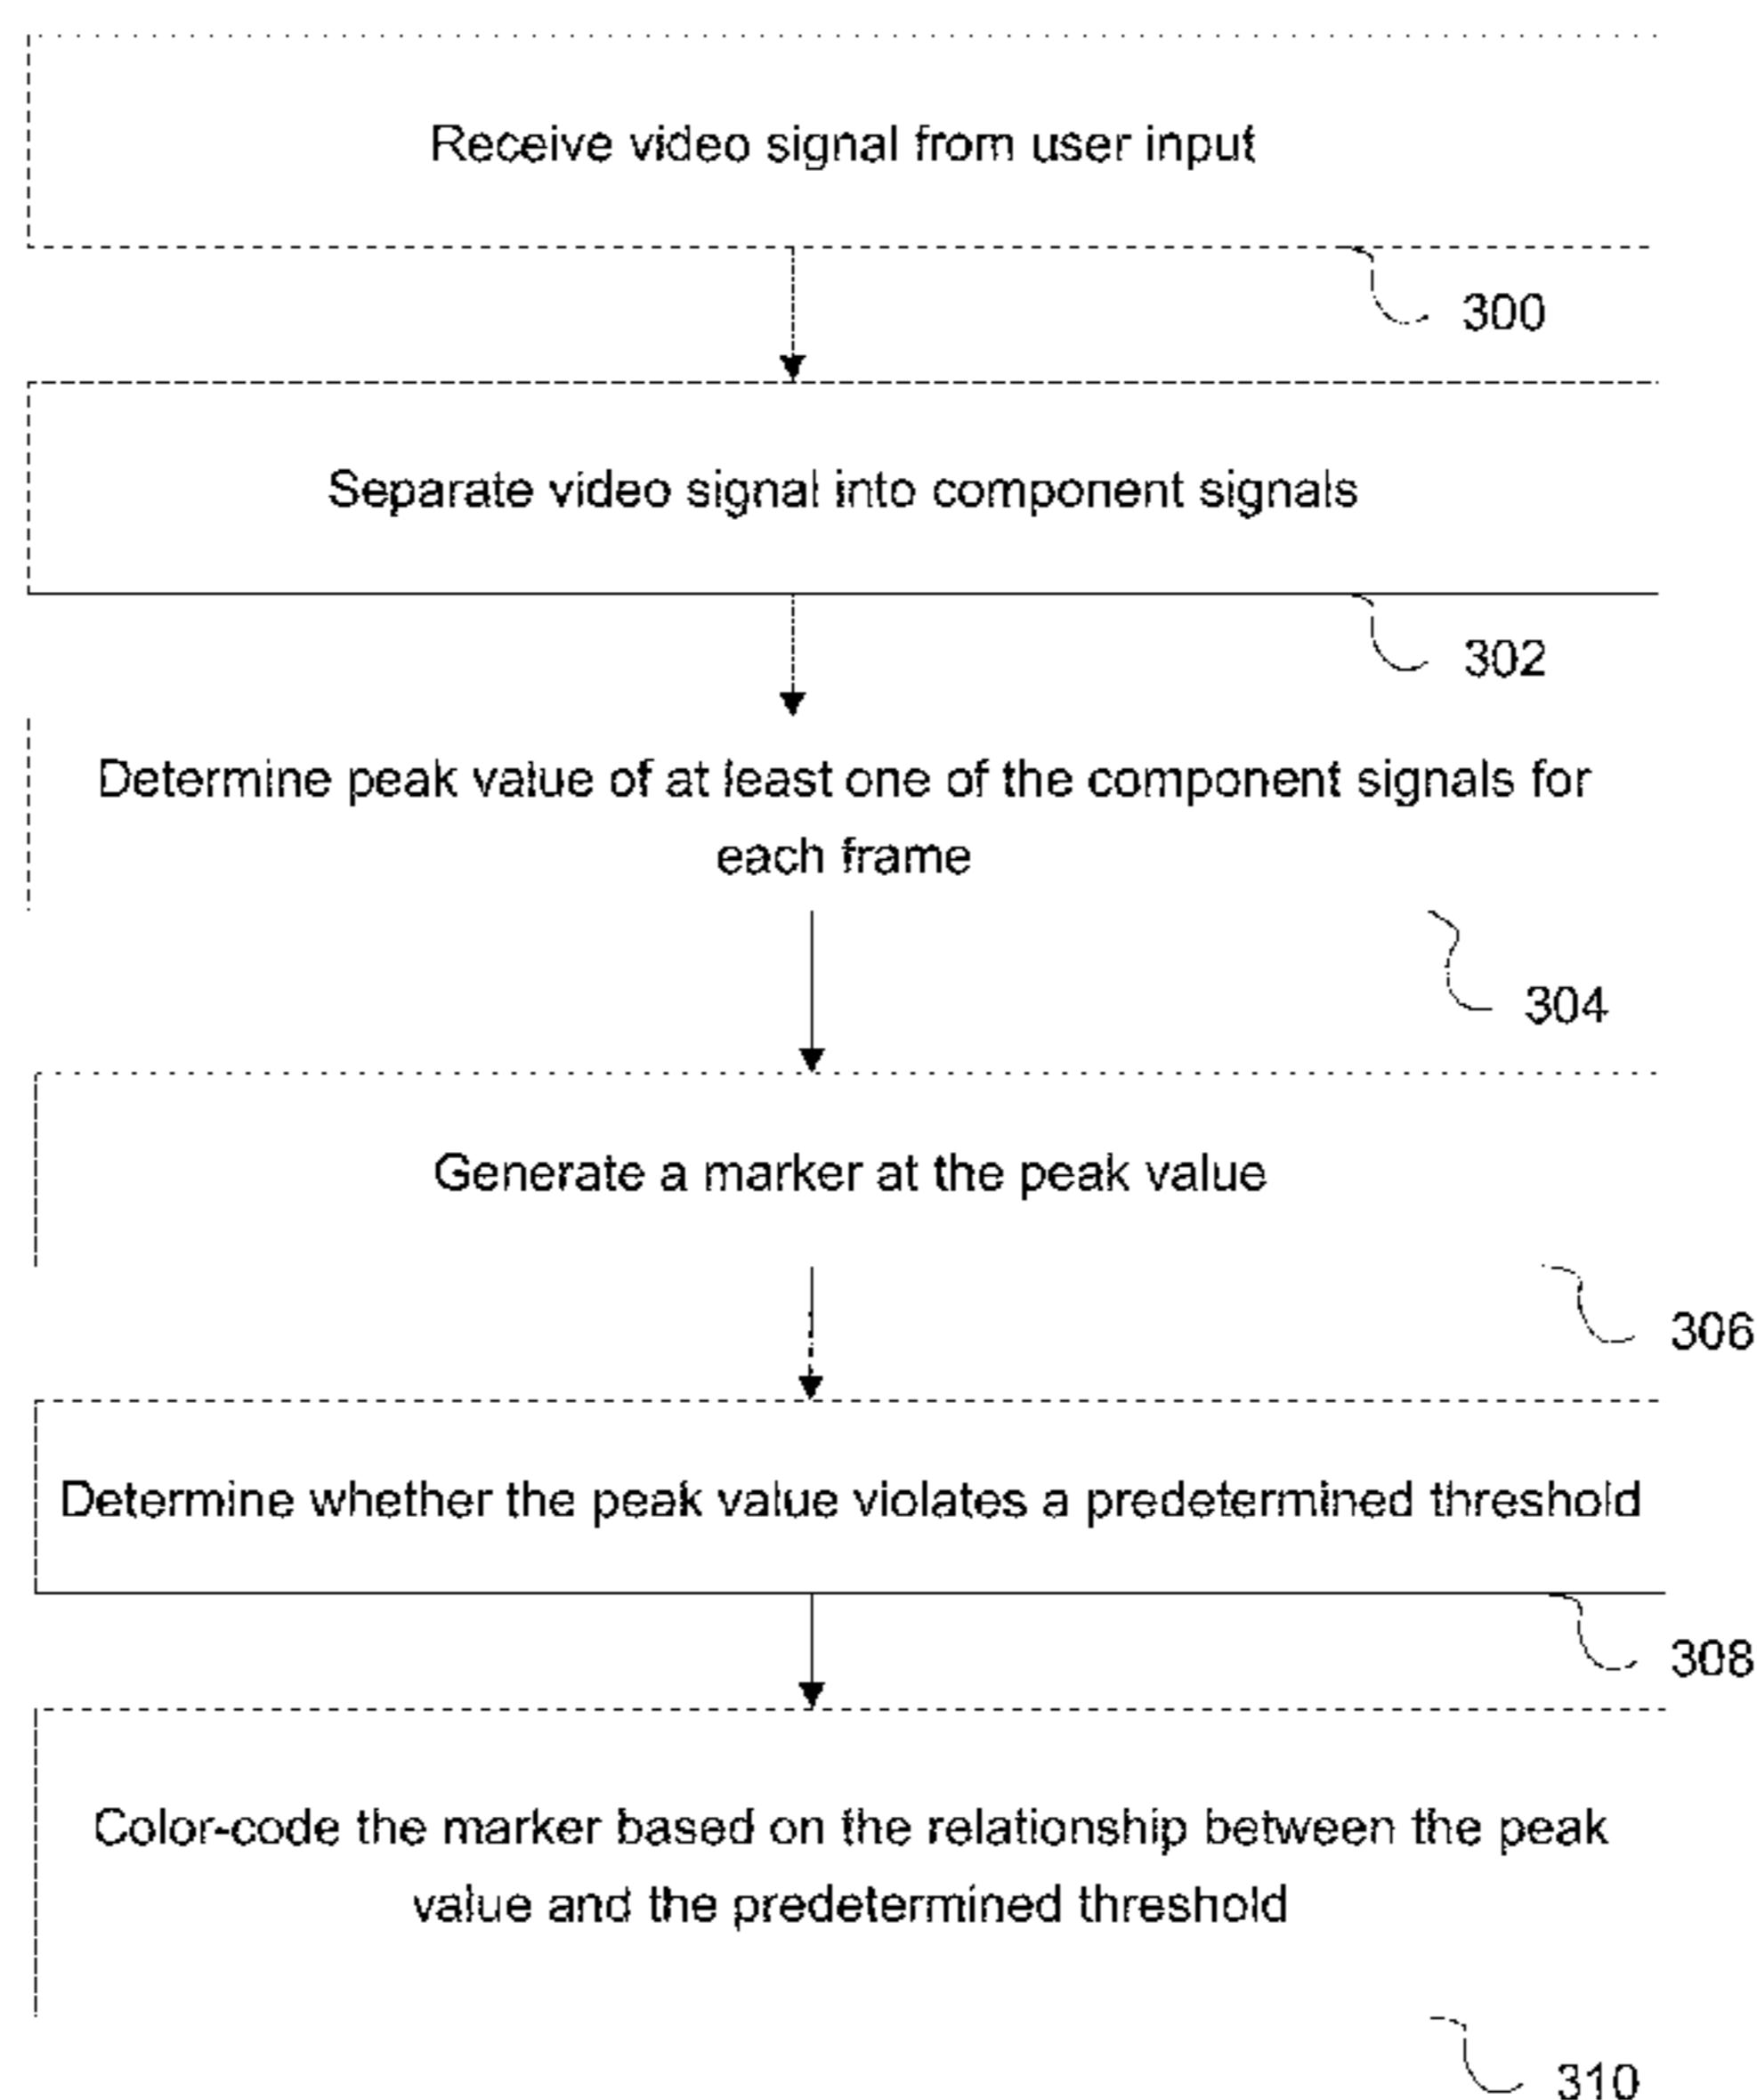 Receive video signal from user input
300
Separate video signal into component signals
302
Determine peak value of at least one of the component signals for
each frame
304
Generate a marker at the peak value
306
Determine whether the peak value violates a predetermined threshold
308
Color-code the marker based on the relationship between the peak
value and the predetermined threshold
310